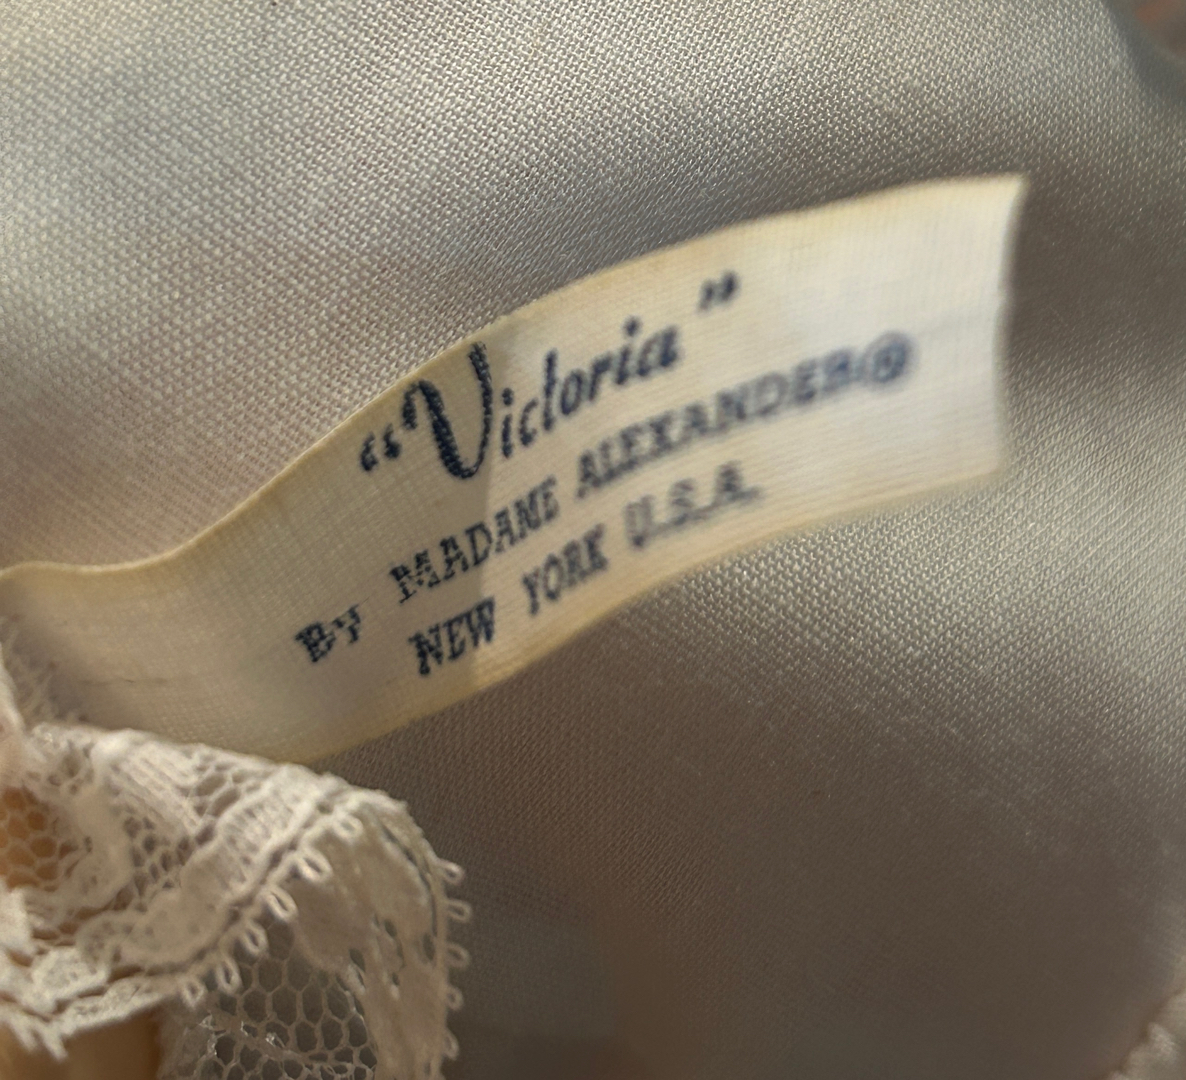 “Victoria”
BY MADAME ALEXANDER®
NEW YORK U.S.A.